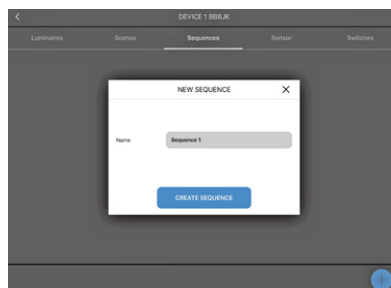 DEVICE 1 BBBJK
Luminaires Scenes Sequences Sensor Switches
NEW SEQUENCE
Name Sequence 1
CREATE SEQUENCE